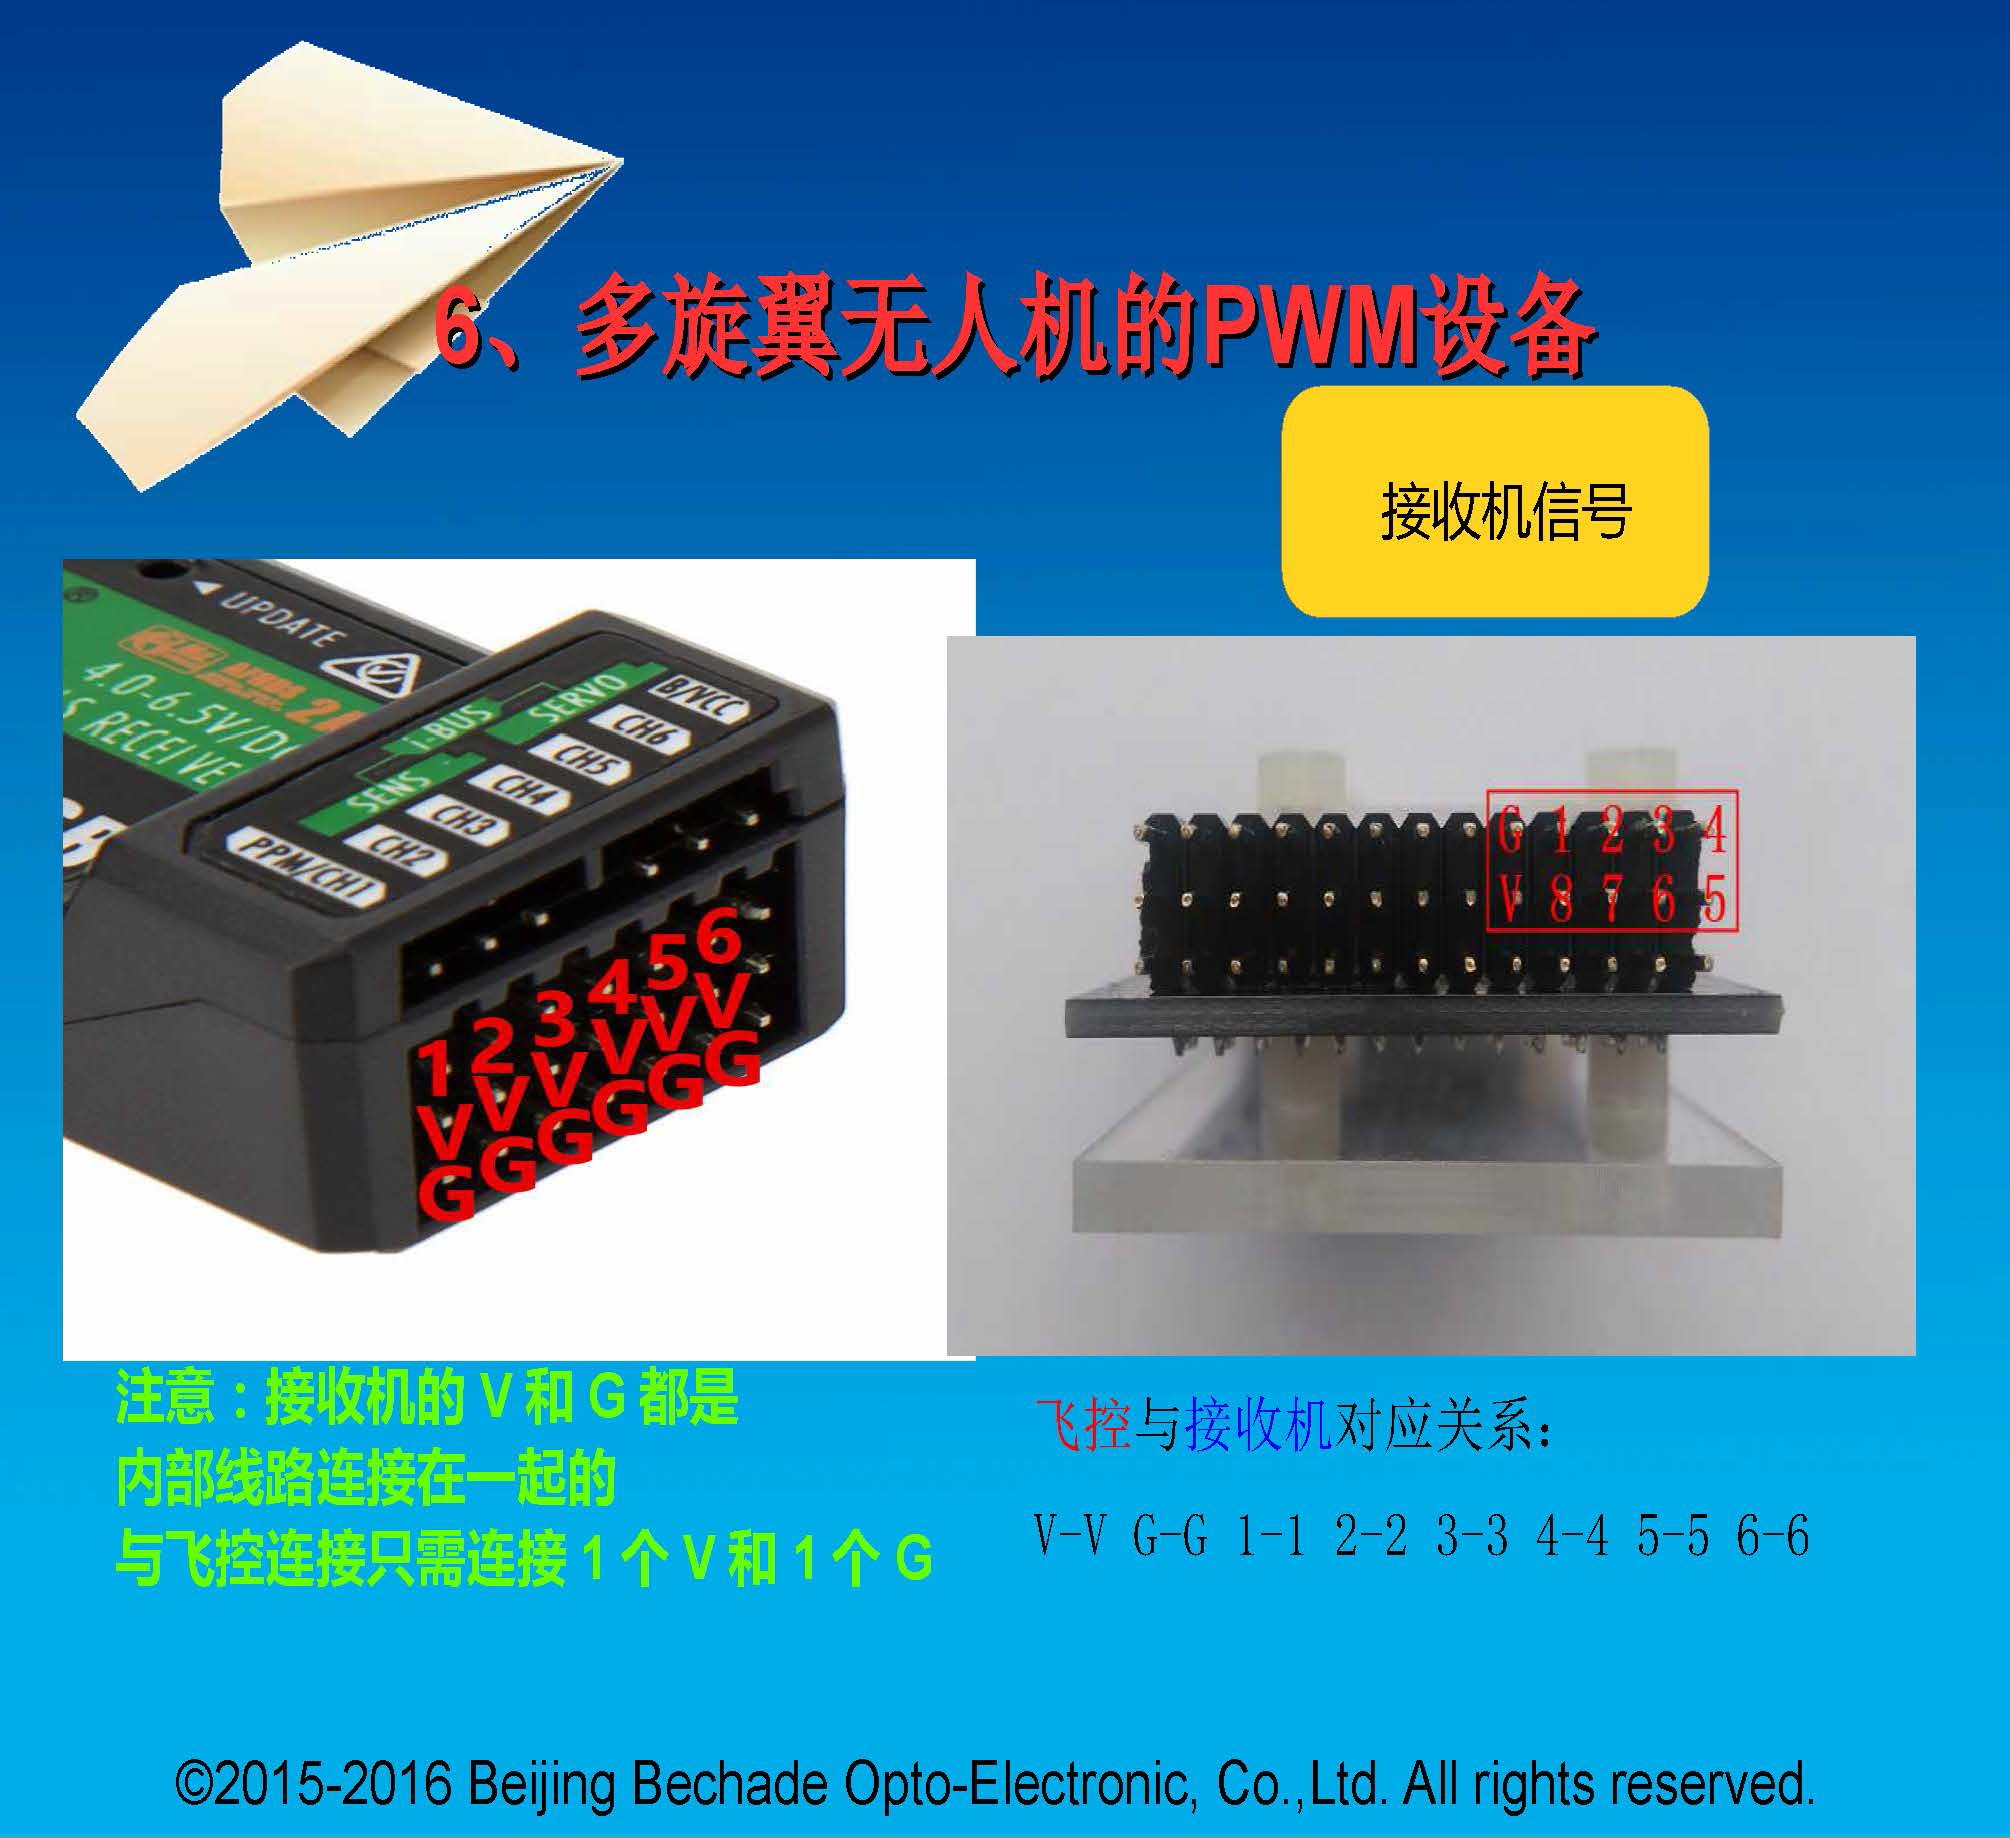 6、多旋翼无人机的PWM设备
接收机信号
UPDATE
4.0-6.5V/D
S RECEIVE
i-BUS
SERVO
SENS
B/VCC
CH6
CH5
CH4
CH3
CH2
PPM/CH1
1 2 3 4 5 6
V V V V V V
G G G G G G
G 1 2 3 4
V 8 7 6 5
注意：接收机的 V 和 G 都是
内部线路连接在一起的
与飞控连接只需连接 1 个 V 和 1 个 G
飞控与接收机对应关系：
V-V G-G 1-1 2-2 3-3 4-4 5-5 6-6
©2015-2016 Beijing Bechade Opto-Electronic, Co.,Ltd. All rights reserved.